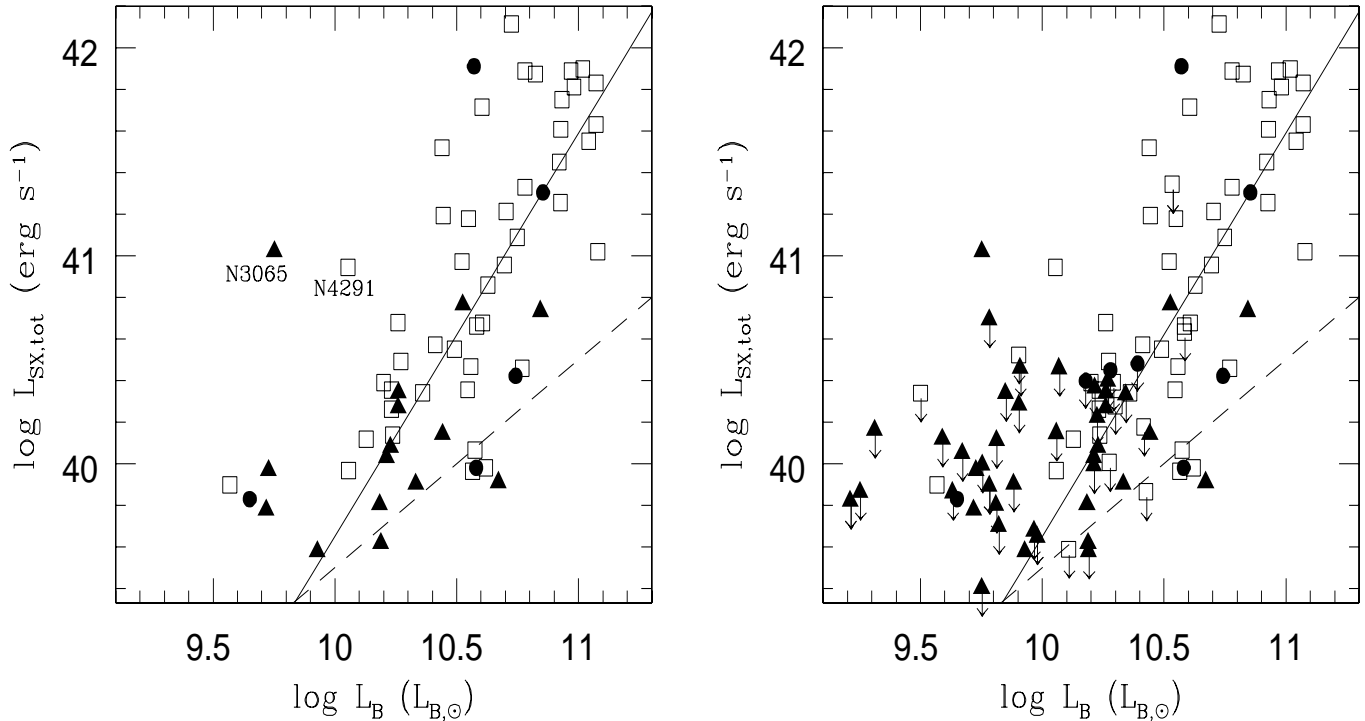 42
41
40
log L_SX,tot (erg s⁻¹)
N3065
N4291
9.5 10 10.5 11
log L_B (L_B,⊙)
42
41
40
log L_SX,tot (erg s⁻¹)
9.5 10 10.5 11
log L_B (L_B,⊙)